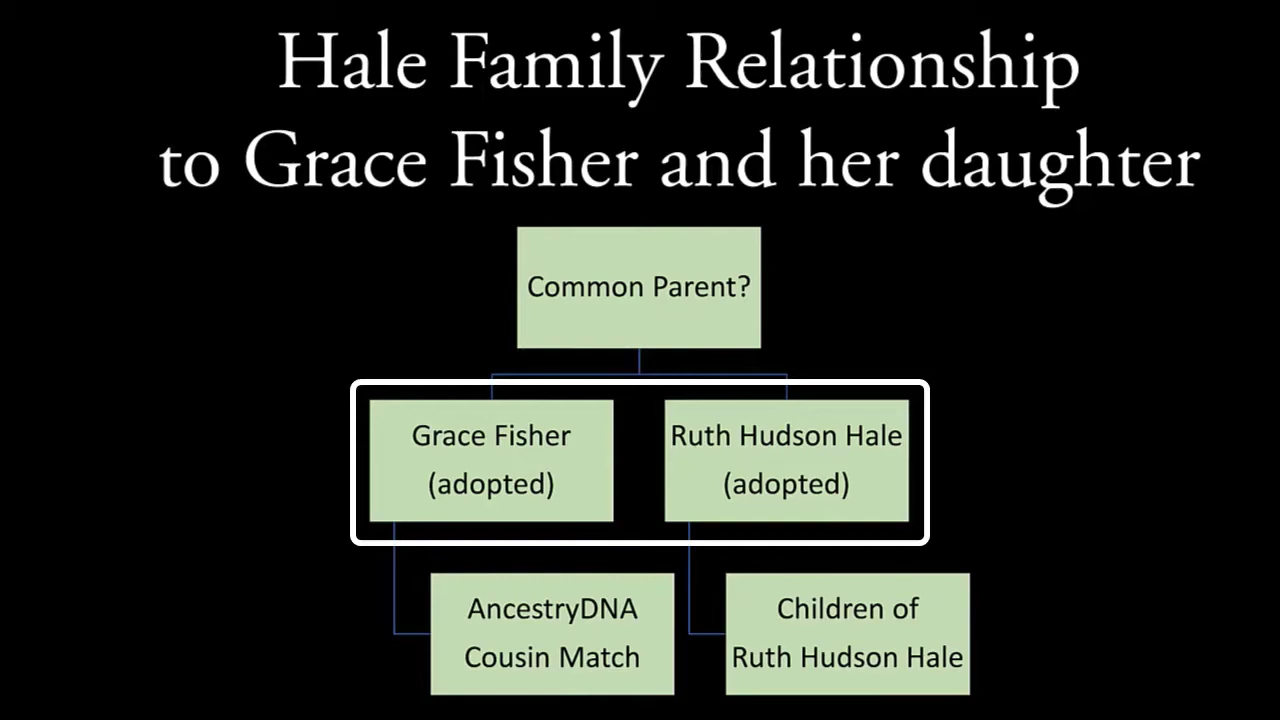 Hale Family Relationship
to Grace Fisher and her daughter
Common Parent?
Grace Fisher
(adopted)
Ruth Hudson Hale
(adopted)
AncestryDNA
Cousin Match
Children of
Ruth Hudson Hale